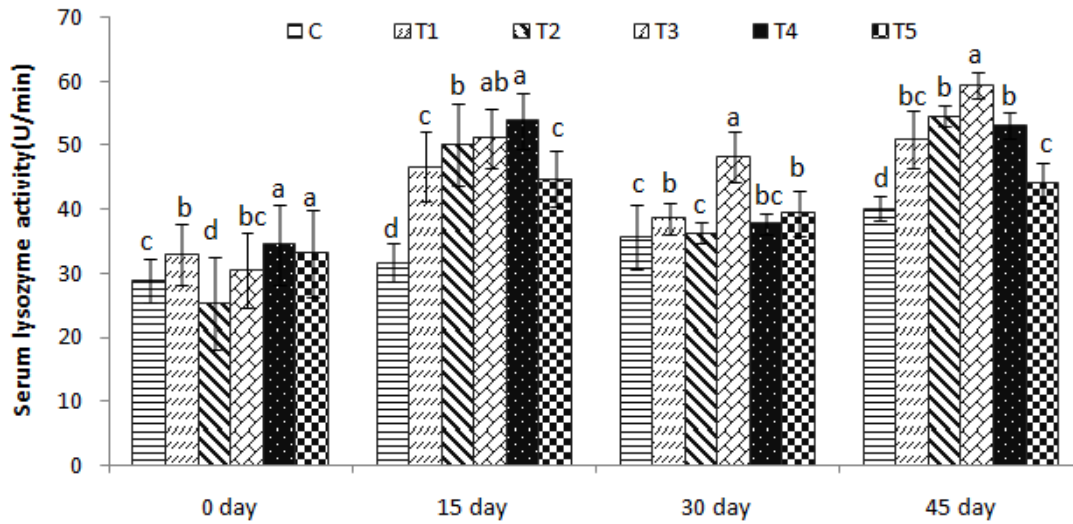 Serum lysozyme activity(U/min)
70
60
50
40
30
20
10
0
C T1 T2 T3 T4 T5
c b d bc a a
d c b ab a c
c b c a bc b
d bc b a b c
0 day 15 day 30 day 45 day